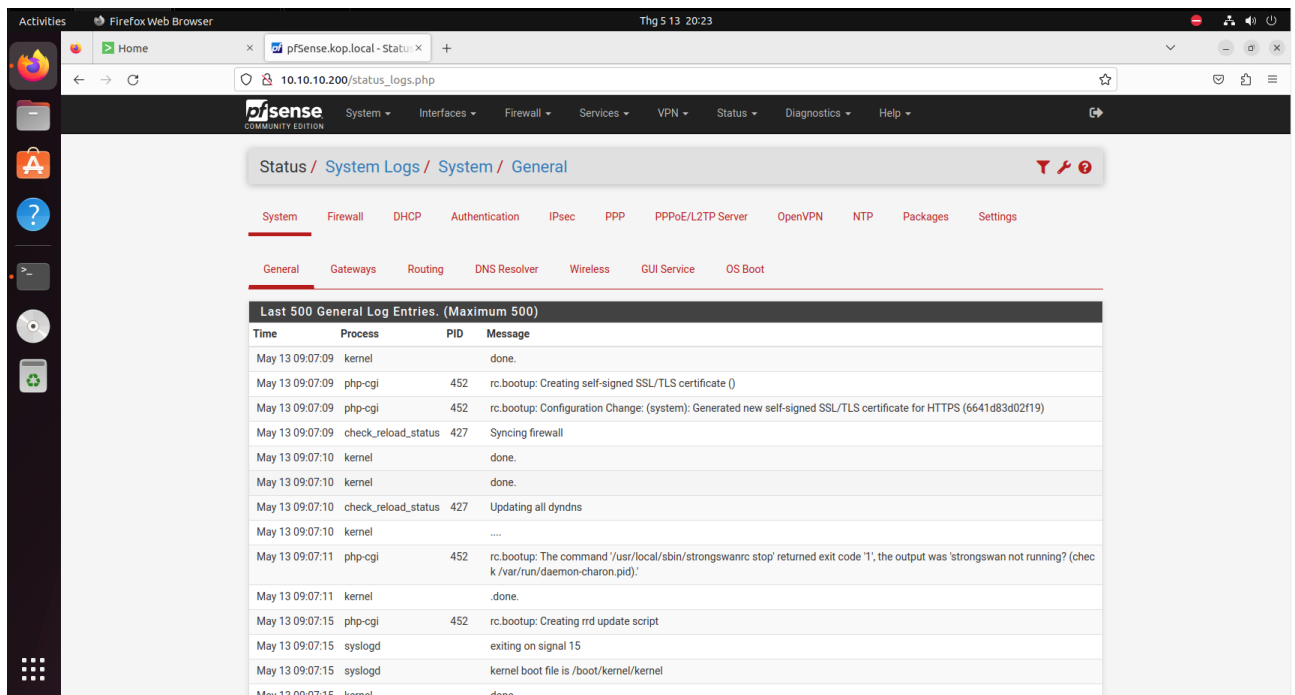 Activities Firefox Web Browser Thg 5 13 20:23
Home pfSense.kop.local - Status
10.10.10.200/status_logs.php
pfsense System Interfaces Firewall Services VPN Status Diagnostics Help
COMMUNITY EDITION
Status / System Logs / System / General
System Firewall DHCP Authentication IPsec PPP PPPoE/L2TP Server OpenVPN NTP Packages Settings
General Gateways Routing DNS Resolver Wireless GUI Service OS Boot
Last 500 General Log Entries. (Maximum 500)
Time Process PID Message
May 13 09:07:09 kernel done.
May 13 09:07:09 php-cgi 452 rc.bootup: Creating self-signed SSL/TLS certificate ()
May 13 09:07:09 php-cgi 452 rc.bootup: Configuration Change: (system): Generated new self-signed SSL/TLS certificate for HTTPS (6641d83d02f19)
May 13 09:07:09 check_reload_status 427 Syncing firewall
May 13 09:07:10 kernel done.
May 13 09:07:10 kernel done.
May 13 09:07:10 check_reload_status 427 Updating all dyndns
May 13 09:07:10 kernel ....
May 13 09:07:11 php-cgi 452 rc.bootup: The command '/usr/local/sbin/strongswanrc stop' returned exit code '1', the output was 'strongswan not running? (chec
k /var/run/daemon-charon.pid).'
May 13 09:07:11 kernel .done.
May 13 09:07:15 php-cgi 452 rc.bootup: Creating rrd update script
May 13 09:07:15 syslogd exiting on signal 15
May 13 09:07:15 syslogd kernel boot file is /boot/kernel/kernel
May 13 09:07:15 kernel done.